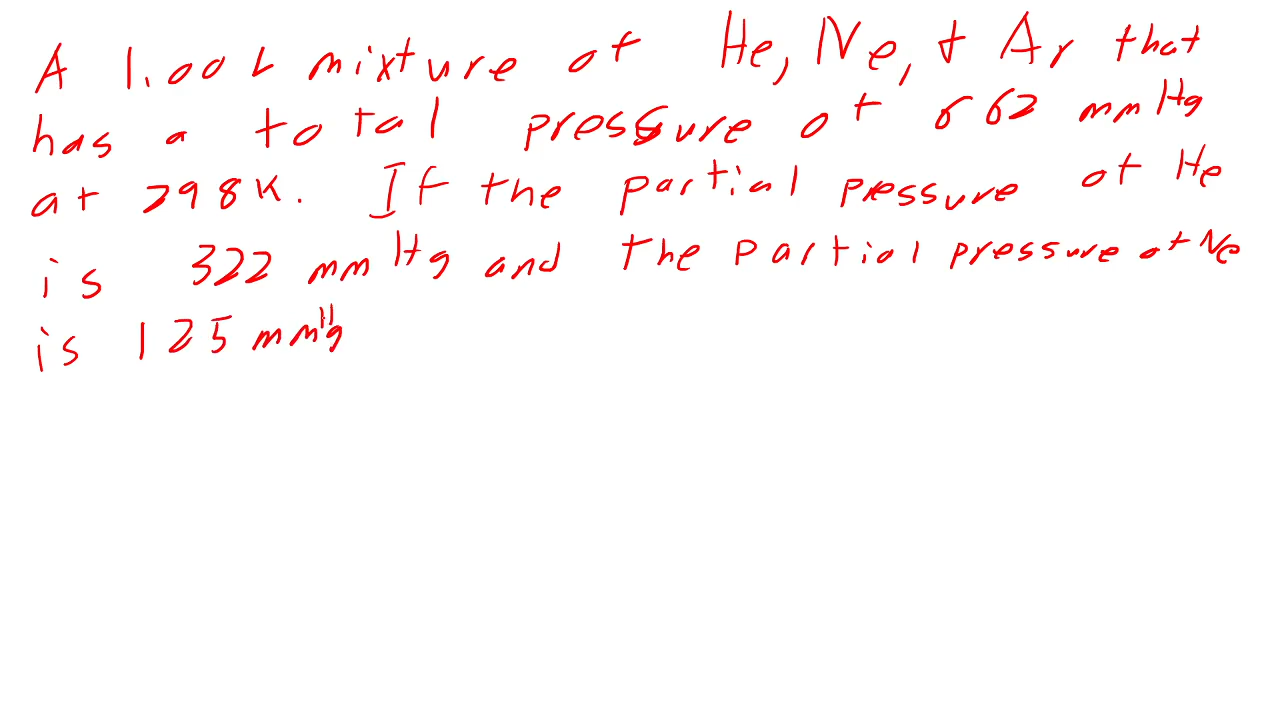 A 1.00 L mixture of He, Ne, + Ar that
has a total pressure of 662 mmHg
at 298K. If the partial pressure of He
is 322 mmHg and the partial pressure of Ne
is 125 mmHg